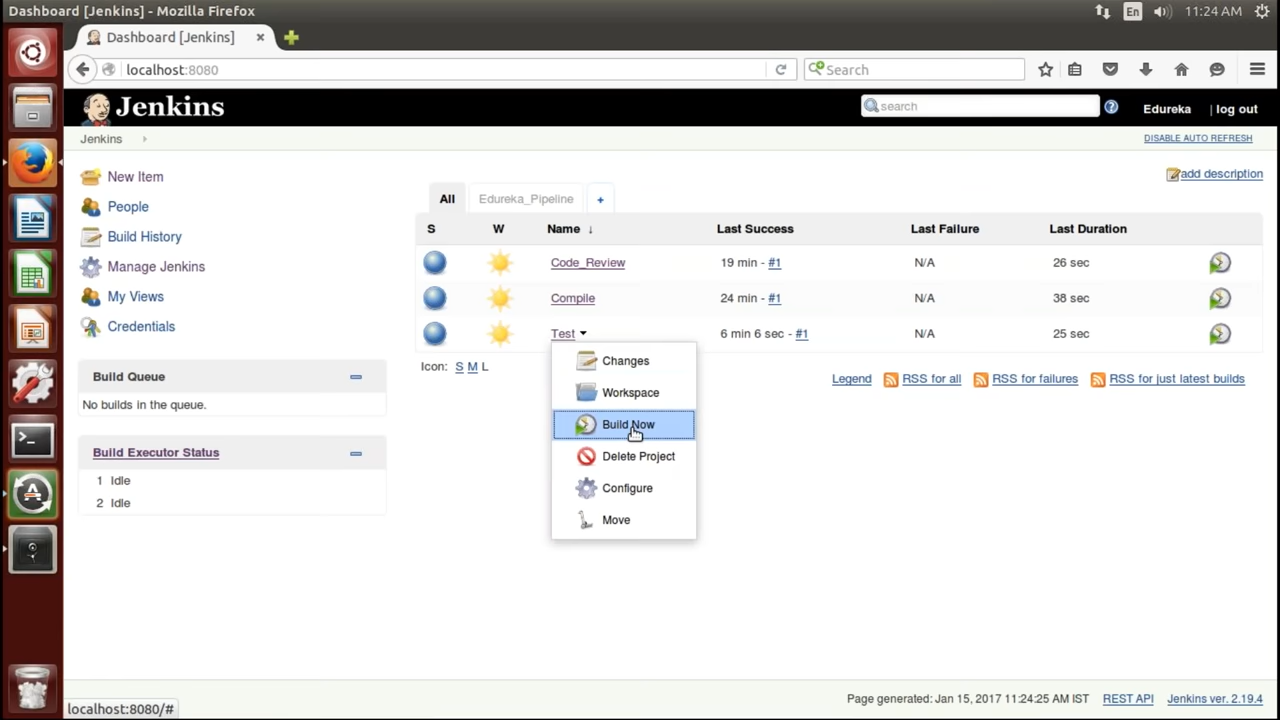 Dashboard [Jenkins] - Mozilla Firefox
En
11:24 AM
Dashboard [Jenkins]
localhost:8080
Search
Jenkins
search
Edureka | log out
Jenkins
DISABLE AUTO REFRESH
New Item
People
Build History
Manage Jenkins
My Views
Credentials
Build Queue
No builds in the queue.
Build Executor Status
1 Idle
2 Idle
add description
All Edureka_Pipeline +
S W Name ↓ Last Success Last Failure Last Duration
Code_Review 19 min - #1 N/A 26 sec
Compile 24 min - #1 N/A 38 sec
Test 6 min 6 sec - #1 N/A 25 sec
Icon: S M L
Legend RSS for all RSS for failures RSS for just latest builds
Changes
Workspace
Build Now
Delete Project
Configure
Move
Page generated: Jan 15, 2017 11:24:25 AM IST REST API Jenkins ver. 2.19.4
localhost:8080/#